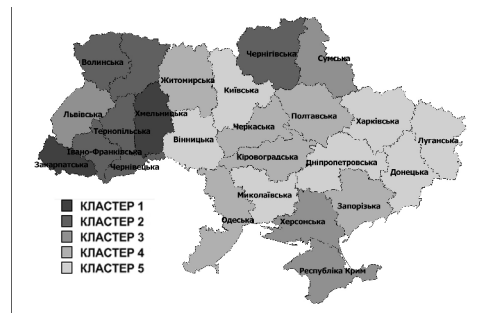 Чернігівська
Сумська
Волинська
Житомирська
Київська
Львівська
Хмельницька
Полтавська
Харківська
Черкаська
Тернопільська
Луганська
Вінницька
Івано-Франківська
Кіровоградська
Закарпатська
Чернівецька
Дніпропетровська
Донецька
Миколаївська
Запорізька
Одеська
Херсонська
Республіка Крим
КЛАСТЕР 1
КЛАСТЕР 2
КЛАСТЕР 3
КЛАСТЕР 4
КЛАСТЕР 5